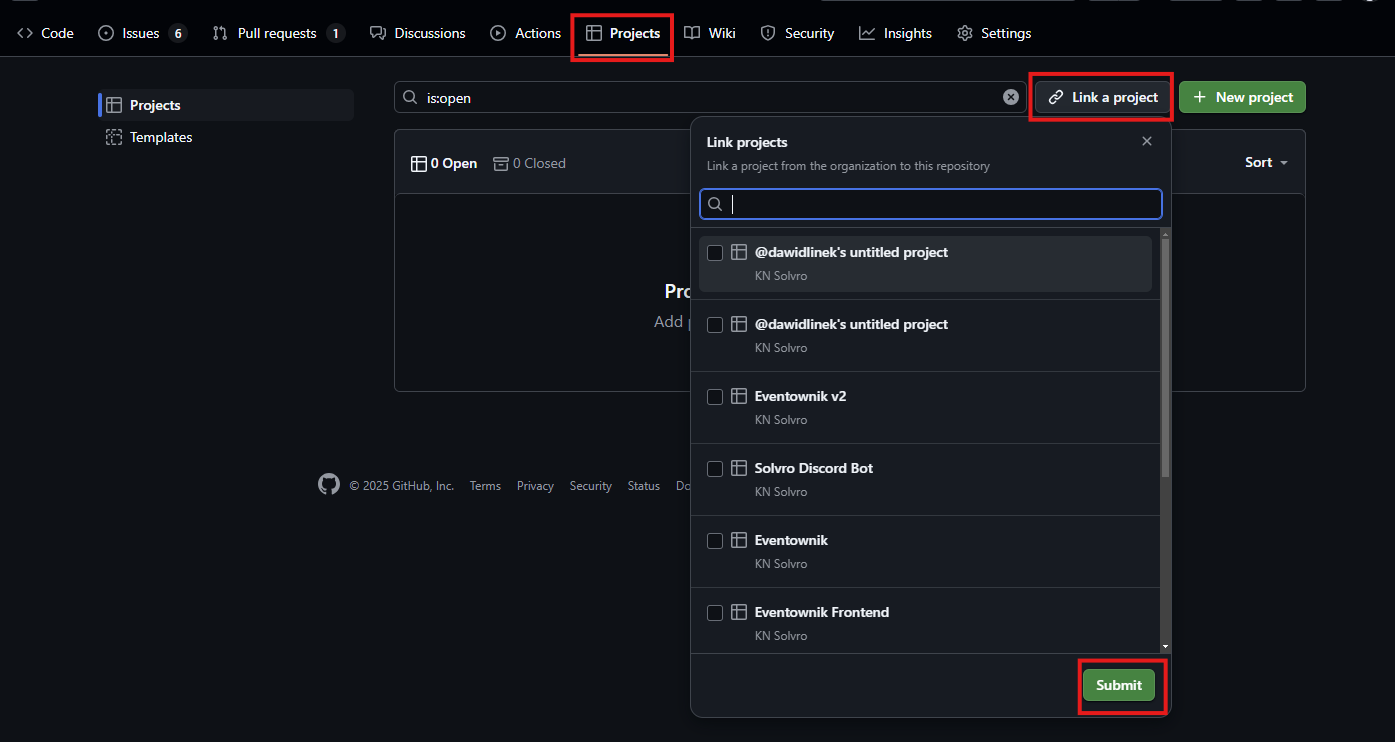 Code Issues 6 Pull requests 1 Discussions Actions Projects Wiki Security Insights Settings
Projects
Templates
is:open
Link a project
New project
0 Open 0 Closed
Sort
Pro
Add p
Link projects
Link a project from the organization to this repository
@dawidlinek's untitled project
KN Solvro
@dawidlinek's untitled project
KN Solvro
Eventownik v2
KN Solvro
Solvro Discord Bot
KN Solvro
Eventownik
KN Solvro
Eventownik Frontend
KN Solvro
Submit
© 2025 GitHub, Inc. Terms Privacy Security Status Do